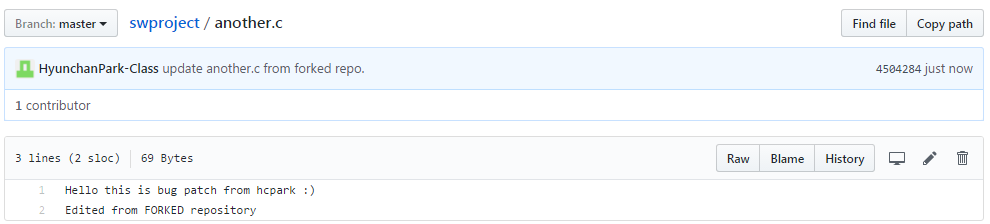 Branch: master swproject / another.c Find file Copy path
HyunchanPark-Class update another.c from forked repo. 4504284 just now
1 contributor
3 lines (2 sloc) 69 Bytes Raw Blame History
1 Hello this is bug patch from hcpark :)
2 Edited from FORKED repository